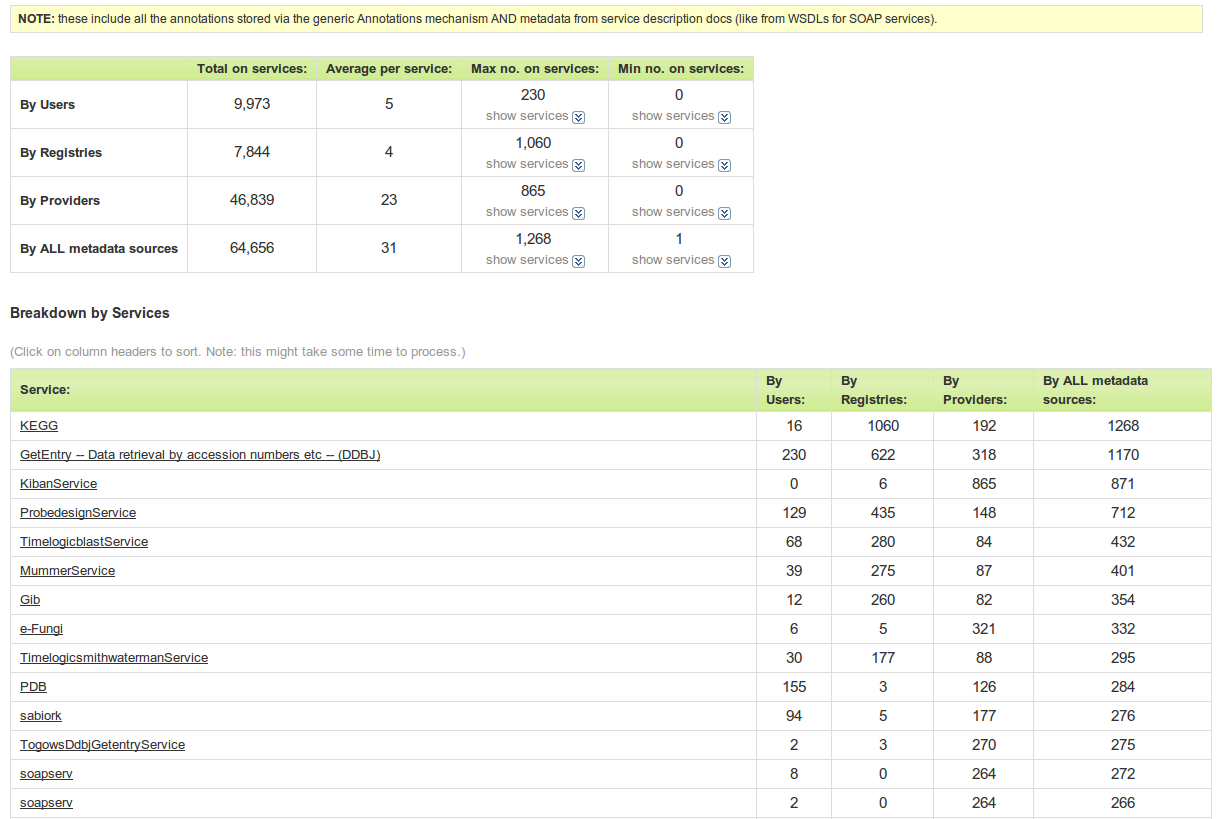 NOTE: these include all the annotations stored via the generic Annotations mechanism AND metadata from service description docs (like from WSDLs for SOAP services).
Total on services: Average per service: Max no. on services: Min no. on services:
By Users 9,973 5 230 0
show services show services
By Registries 7,844 4 1,060 0
show services show services
By Providers 46,839 23 865 0
show services show services
By ALL metadata sources 64,656 31 1,268 1
show services show services
Breakdown by Services
(Click on column headers to sort. Note: this might take some time to process.)
Service: By Users: By Registries: By Providers: By ALL metadata sources:
KEGG 16 1060 192 1268
GetEntry -- Data retrieval by accession numbers etc -- (DDBJ) 230 622 318 1170
KibanService 0 6 865 871
ProbedesignService 129 435 148 712
TimelogicblastService 68 280 84 432
MummerService 39 275 87 401
Gib 12 260 82 354
e-Fungi 6 5 321 332
TimelogicsmithwatermanService 30 177 88 295
PDB 155 3 126 284
sabiork 94 5 177 276
TogowsDdbjGetentryService 2 3 270 275
soapserv 8 0 264 272
soapserv 2 0 264 266